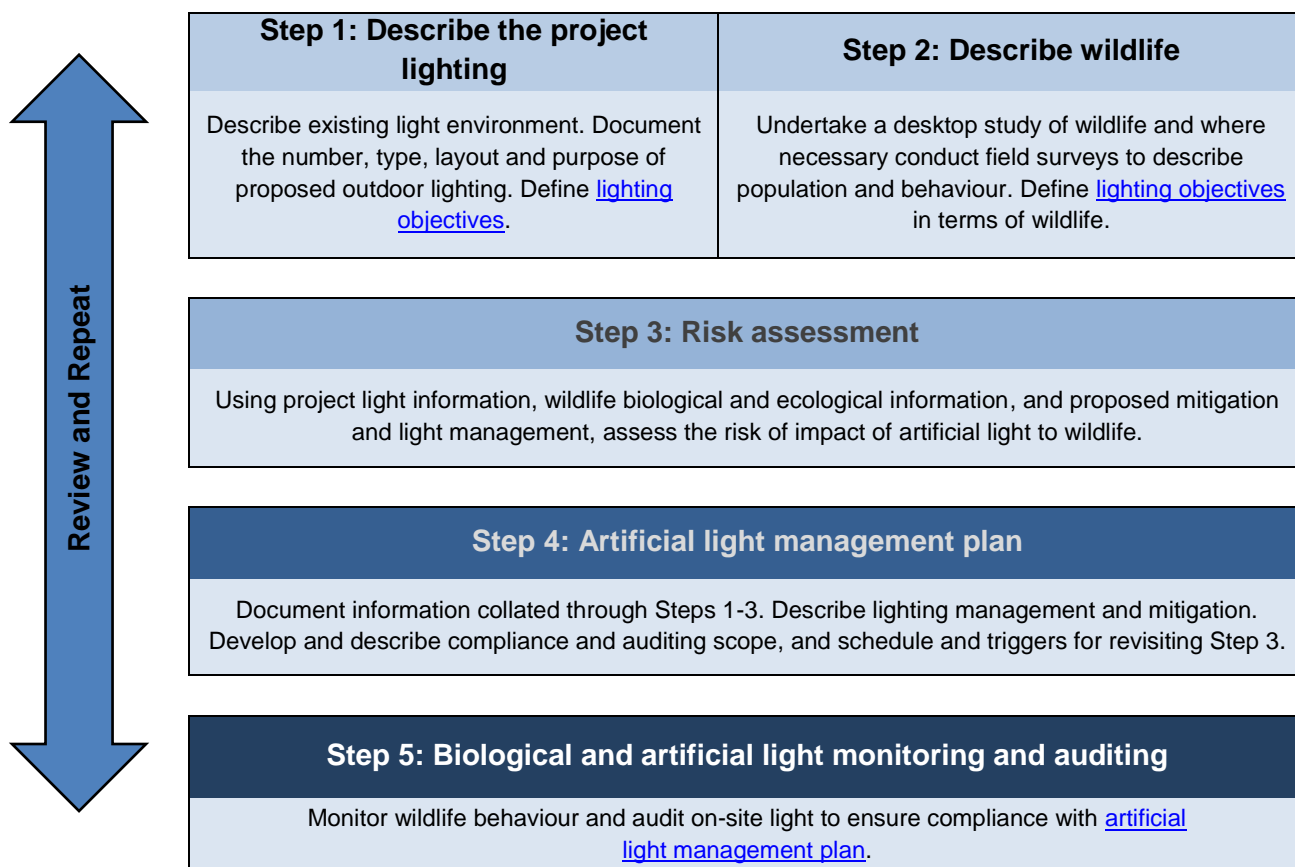 Review and Repeat
Step 1: Describe the project
lighting
Describe existing light environment. Document
the number, type, layout and purpose of
proposed outdoor lighting. Define lighting
objectives.
Step 2: Describe wildlife
Undertake a desktop study of wildlife and where
necessary conduct field surveys to describe
population and behaviour. Define lighting objectives
in terms of wildlife.
Step 3: Risk assessment
Using project light information, wildlife biological and ecological information, and proposed mitigation
and light management, assess the risk of impact of artificial light to wildlife.
Step 4: Artificial light management plan
Document information collated through Steps 1-3. Describe lighting management and mitigation.
Develop and describe compliance and auditing scope, and schedule and triggers for revisiting Step 3.
Step 5: Biological and artificial light monitoring and auditing
Monitor wildlife behaviour and audit on-site light to ensure compliance with artificial
light management plan.